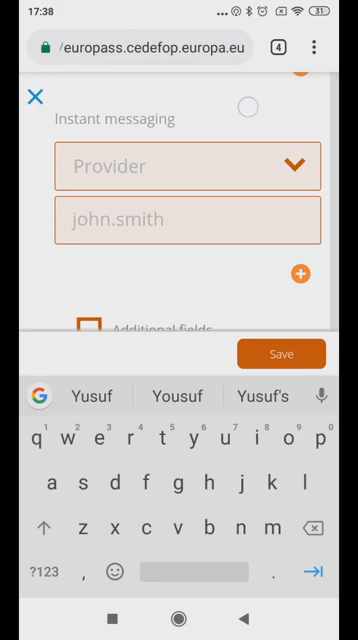 17:38
31
/europass.cedefop.europa.eu
4
Instant messaging
Provider
john.smith
Additional fields
Save
Yusuf Yousuf Yusuf's
1 2 3 4 5 6 7 8 9 0
q w e r t y u i o p
a s d f g h j k l
z x c v b n m
?123 , .